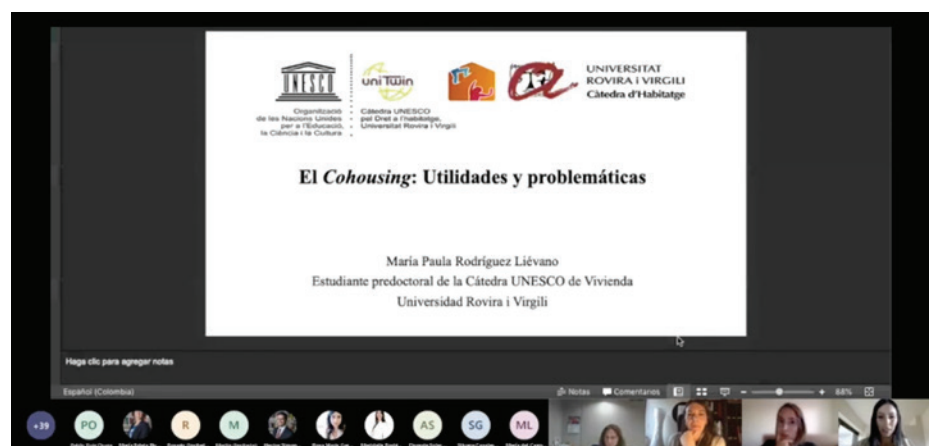 UNESCO
Organització
de les Nacions Unides
per a l'Educació,
la Ciència i la Cultura
uniTwin
Càtedra UNESCO
pel Dret a l'habitatge,
Universitat Rovira i Virgili
UNIVERSITAT
ROVIRA i VIRGILI
Càtedra d'Habitatge
El Cohousing: Utilidades y problemáticas
María Paula Rodríguez Liévano
Estudiante predoctoral de la Cátedra UNESCO de Vivienda
Universidad Rovira i Virgili
Haga clic para agregar notas
Español (Colombia)
Notas
Comentarios
88%
+39
PO
R
M
AS
SG
ML